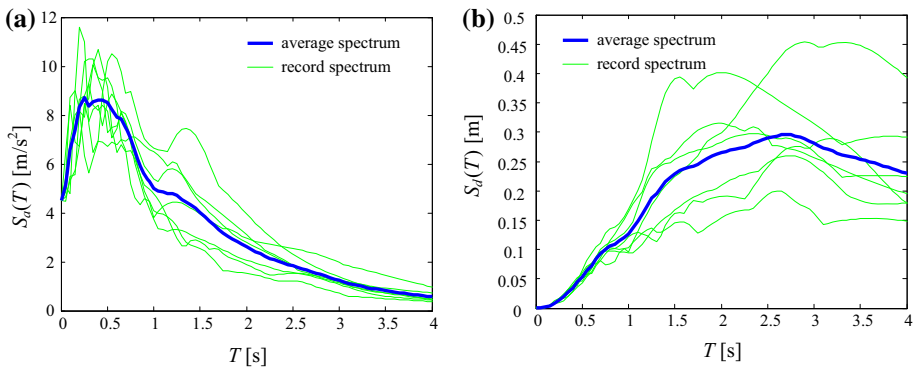 (a)
12
10
8
6
4
2
0
Sa(T) [m/s²]
average spectrum
record spectrum
0 0.5 1 1.5 2 2.5 3 3.5 4
T [s]
(b)
0.5
0.45
0.4
0.35
0.3
0.25
0.2
0.15
0.1
0.05
0
Sd(T) [m]
average spectrum
record spectrum
0 0.5 1 1.5 2 2.5 3 3.5 4
T [s]